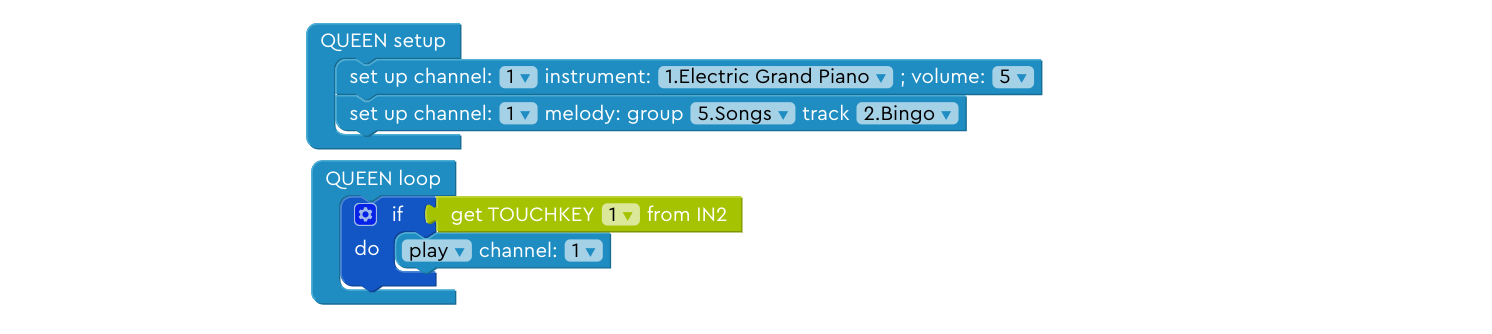 QUEEN setup
set up channel: 1 instrument: 1.Electric Grand Piano ; volume: 5
set up channel: 1 melody: group 5.Songs track 2.Bingo
QUEEN loop
if get TOUCHKEY 1 from IN2
do play channel: 1